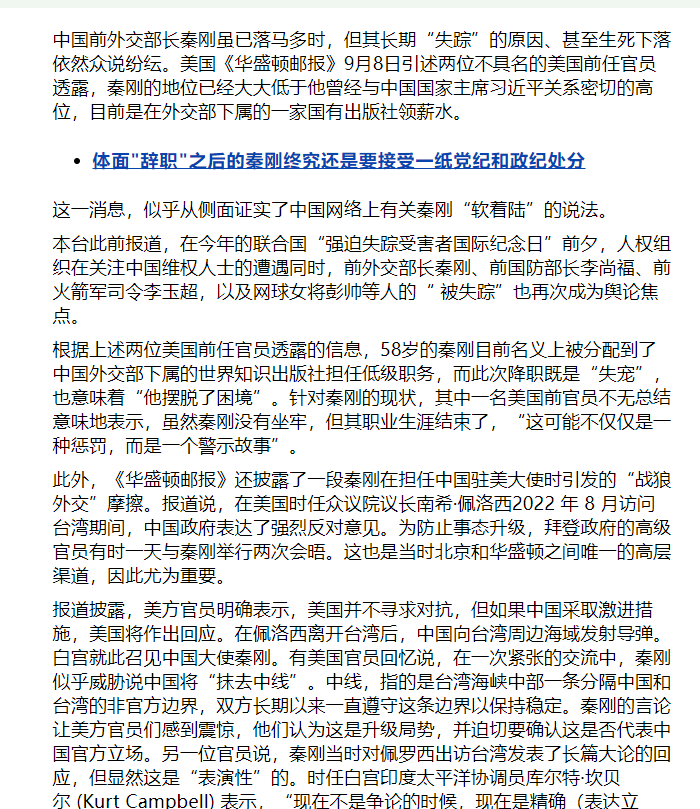 中国前外交部长秦刚虽已落马多时，但其长期“失踪”的原因、甚至生死下落
依然众说纷纭。美国《华盛顿邮报》9月8日引述两位不具名的美国前任官员
透露，秦刚的地位已经大大低于他曾经与中国国家主席习近平关系密切的高
位，目前是在外交部下属的一家国有出版社领薪水。
• 体面"辞职"之后的秦刚终究还是要接受一纸党纪和政纪处分
这一消息，似乎从侧面证实了中国网络上有关秦刚“软着陆”的说法。
本台此前报道，在今年的联合国“强迫失踪受害者国际纪念日”前夕，人权组
织在关注中国维权人士的遭遇同时，前外交部长秦刚、前国防部长李尚福、前
火箭军司令李玉超，以及网球女将彭帅等人的“ 被失踪”也再次成为舆论焦
点。
根据上述两位美国前任官员透露的信息，58岁的秦刚目前名义上被分配到了
中国外交部下属的世界知识出版社担任低级职务，而此次降职既是“失宠”，
也意味着“他摆脱了困境”。针对秦刚的现状，其中一名美国前官员不无总结
意味地表示，虽然秦刚没有坐牢，但其职业生涯结束了，“这可能不仅仅是一
种惩罚，而是一个警示故事”。
此外，《华盛顿邮报》还披露了一段秦刚在担任中国驻美大使时引发的“战狼
外交”摩擦。报道说，在美国时任众议院议长南希·佩洛西2022 年 8 月访问
台湾期间，中国政府表达了强烈反对意见。为防止事态升级，拜登政府的高级
官员有时一天与秦刚举行两次会晤。这也是当时北京和华盛顿之间唯一的高层
渠道，因此尤为重要。
报道披露，美方官员明确表示，美国并不寻求对抗，但如果中国采取激进措
施，美国将作出回应。在佩洛西离开台湾后，中国向台湾周边海域发射导弹。
白宫就此召见中国大使秦刚。有美国官员回忆说，在一次紧张的交流中，秦刚
似乎威胁说中国将“抹去中线”。中线，指的是台湾海峡中部一条分隔中国和
台湾的非官方边界，双方长期以来一直遵守这条边界以保持稳定。秦刚的言论
让美方官员们感到震惊，他们认为这是升级局势，并迫切要确认这是否代表中
国官方立场。另一位官员说，秦刚当时对佩罗西出访台湾发表了长篇大论的回
应，但显然这是“表演性”的。时任白宫印度太平洋协调员库尔特·坎贝
尔 (Kurt Campbell) 表示，“现在不是争论的时候，现在是精确（表达立